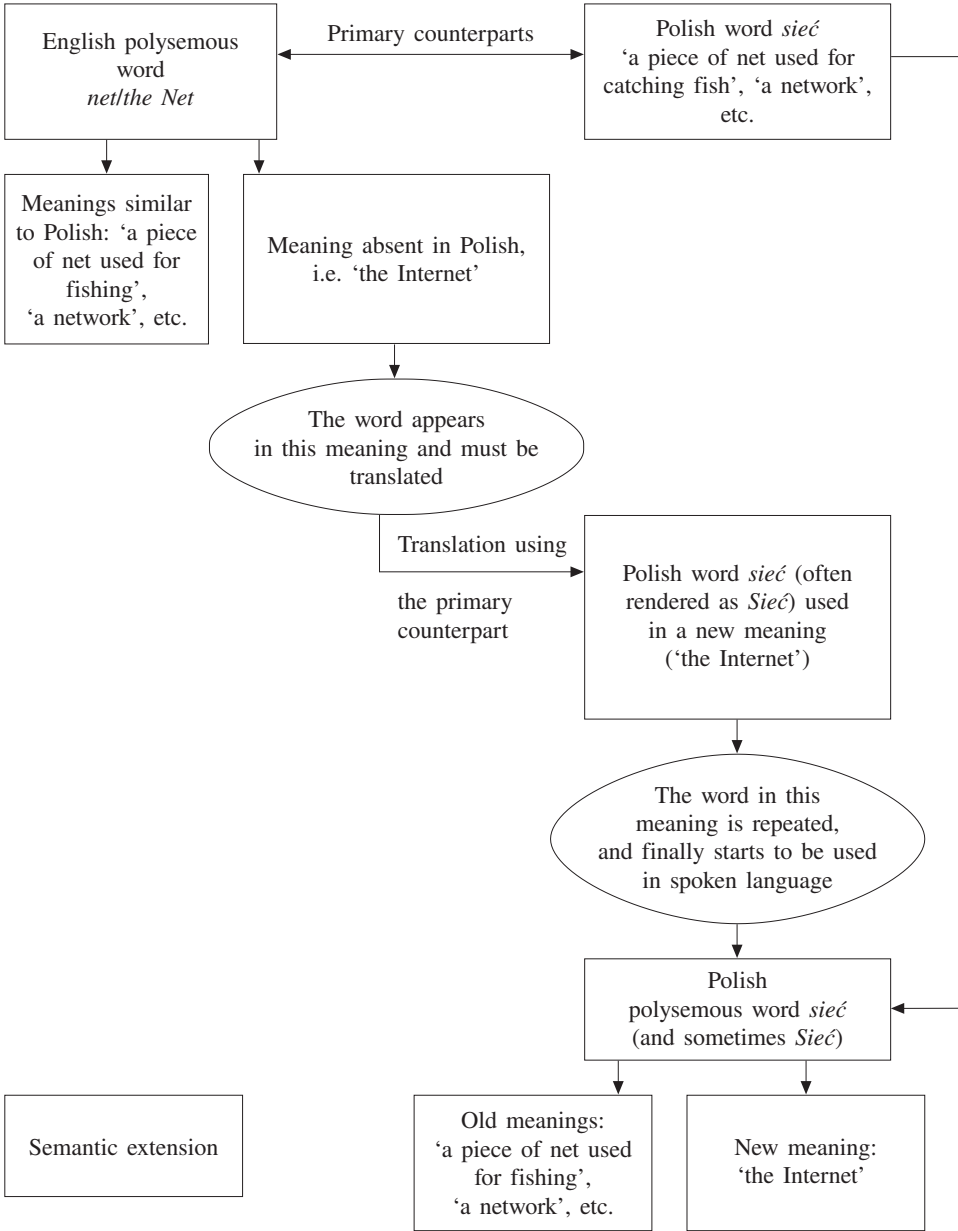 English polysemous
word
net/the Net
Primary counterparts
Polish word sieć
‘a piece of net used for
catching fish’, ‘a network’,
etc.
Meanings similar
to Polish: ‘a piece
of net used for
fishing’,
‘a network’, etc.
Meaning absent in Polish,
i.e. ‘the Internet’
The word appears
in this meaning and must be
translated
Translation using
the primary
counterpart
Polish word sieć (often
rendered as Sieć) used
in a new meaning
(‘the Internet’)
The word in this
meaning is repeated,
and finally starts to be used
in spoken language
Polish
polysemous word sieć
(and sometimes Sieć)
Semantic extension
Old meanings:
‘a piece of net used
for fishing’,
‘a network’, etc.
New meaning:
‘the Internet’